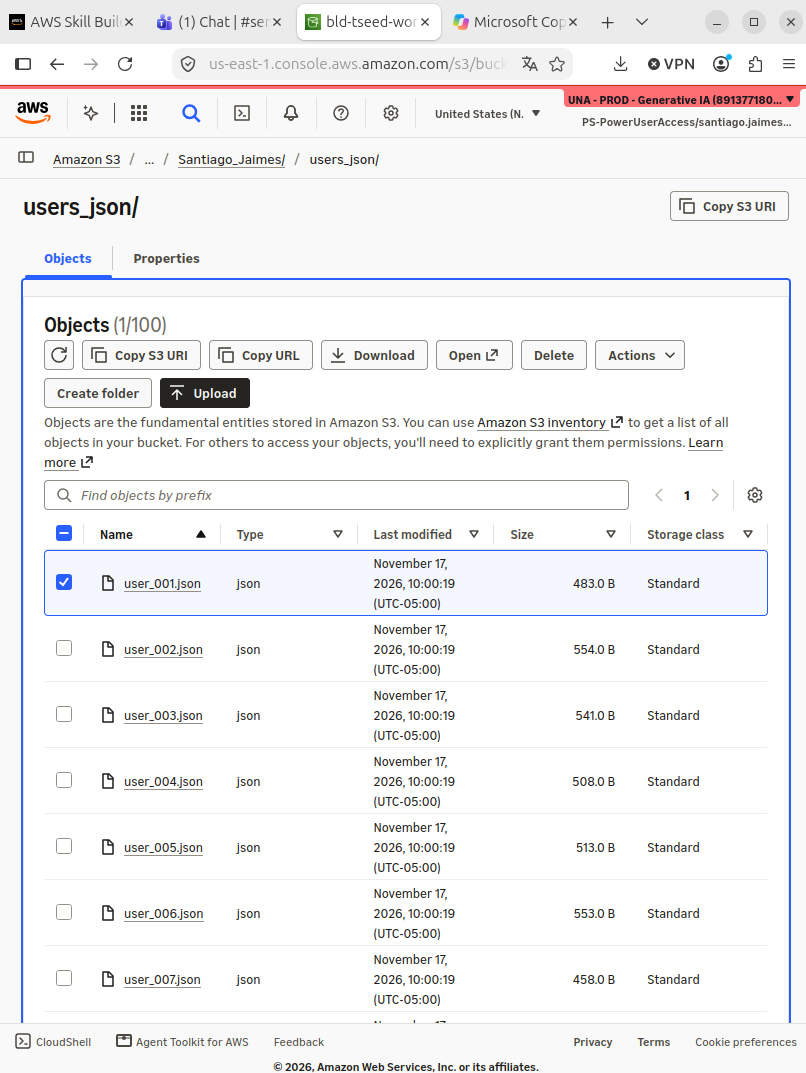 AWS Skill Buil
(1) Chat | #ser
bld-tseed-wor
Microsoft Cop
us-east-1.console.aws.amazon.com/s3/buck
VPN
aws
United States (N.
UNA - PROD - Generative IA (891377180...
PS-PowerUserAccess/santiago.jaimes...
Amazon S3 / ... / Santiago_Jaimes/ / users_json/
users_json/
Copy S3 URI
Objects
Properties
Objects (1/100)
Copy S3 URI
Copy URL
Download
Open
Delete
Actions
Create folder
Upload
Objects are the fundamental entities stored in Amazon S3. You can use Amazon S3 inventory to get a list of all
objects in your bucket. For others to access your objects, you'll need to explicitly grant them permissions. Learn
more
Find objects by prefix
1
Name Type Last modified Size Storage class
user_001.json json November 17, 2026, 10:00:19 (UTC-05:00) 483.0 B Standard
user_002.json json November 17, 2026, 10:00:19 (UTC-05:00) 554.0 B Standard
user_003.json json November 17, 2026, 10:00:19 (UTC-05:00) 541.0 B Standard
user_004.json json November 17, 2026, 10:00:19 (UTC-05:00) 508.0 B Standard
user_005.json json November 17, 2026, 10:00:19 (UTC-05:00) 513.0 B Standard
user_006.json json November 17, 2026, 10:00:19 (UTC-05:00) 553.0 B Standard
user_007.json json November 17, 2026, 10:00:19 (UTC-05:00) 458.0 B Standard
CloudShell
Agent Toolkit for AWS
Feedback
Privacy
Terms
Cookie preferences
© 2026, Amazon Web Services, Inc. or its affiliates.